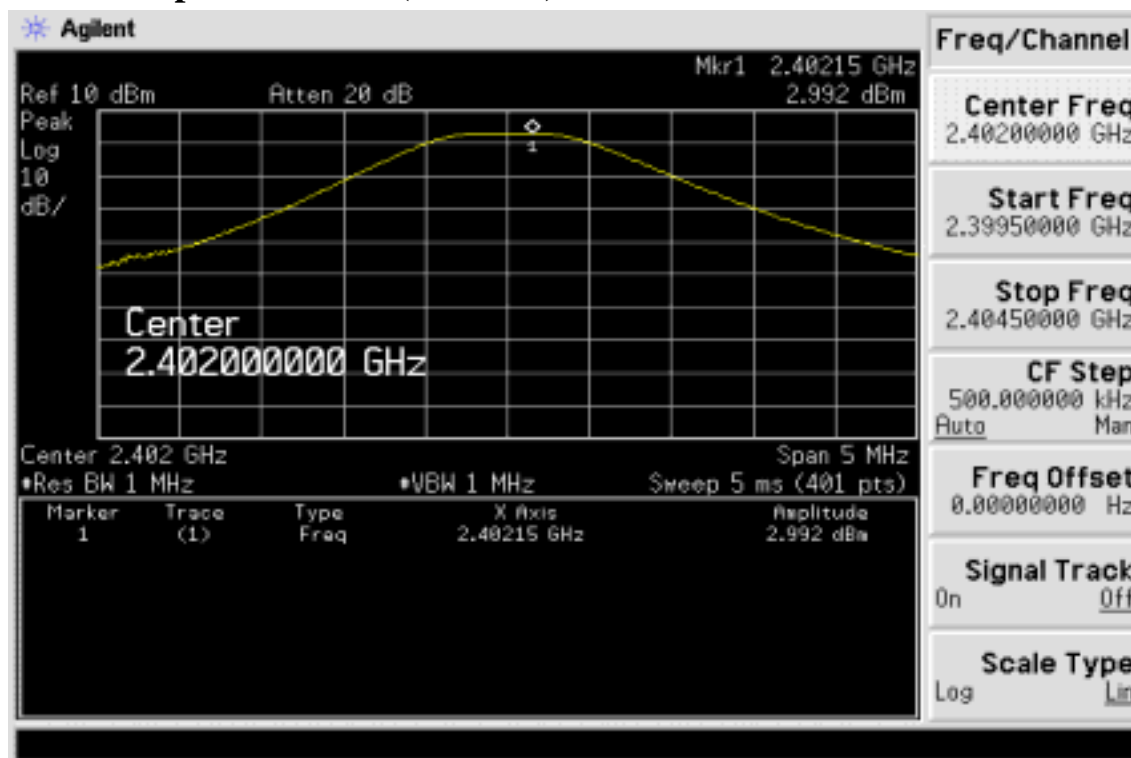 Agilent
Freq/Channel
Mkr1 2.40215 GHz
Ref 10 dBm Atten 20 dB 2.992 dBm
Peak
Log
10
dB/
1
Center
2.402000000 GHz
Center 2.402 GHz Span 5 MHz
•Res BW 1 MHz •VBW 1 MHz Sweep 5 ms (401 pts)
Marker Trace Type X Axis Amplitude
1 (1) Freq 2.40215 GHz 2.992 dBm
Center Freq
2.40200000 GHz
Start Freq
2.39950000 GHz
Stop Freq
2.40450000 GHz
CF Step
500.000000 kHz
Auto Man
Freq Offset
0.00000000 Hz
Signal Track
On Off
Scale Type
Log Lin